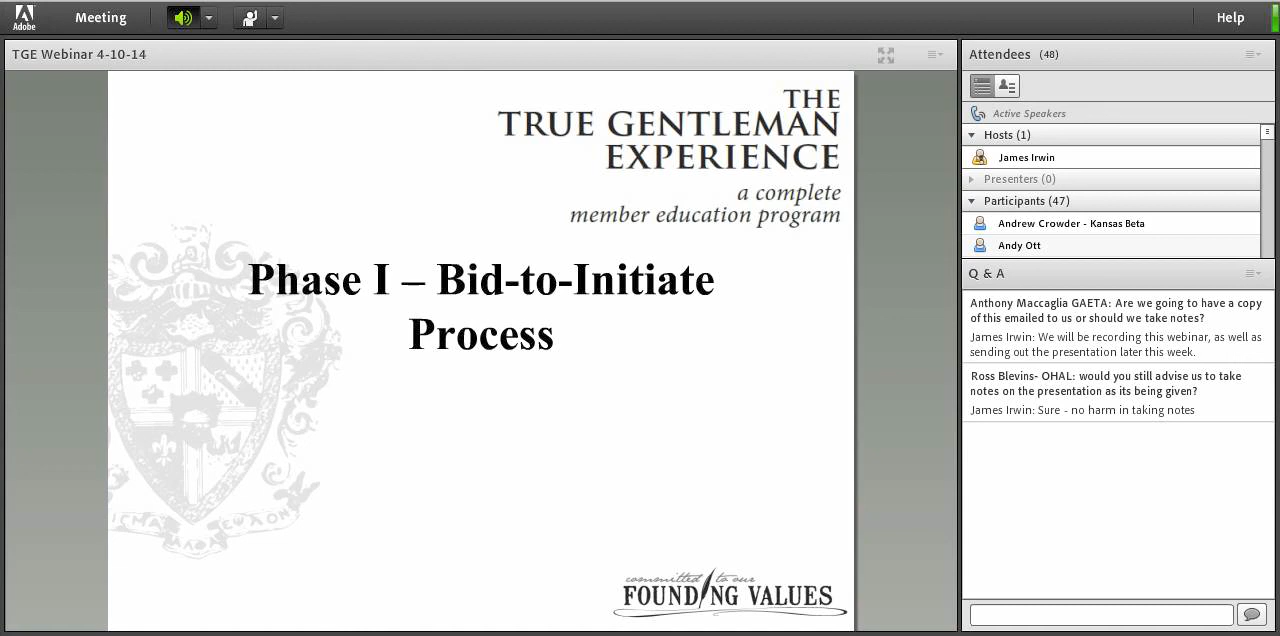 Adobe
Meeting
Help
TGE Webinar 4-10-14
THE
TRUE GENTLEMAN
EXPERIENCE
a complete
member education program
Phase I – Bid-to-Initiate
Process
committed to our
FOUNDING VALUES
Attendees (48)
Active Speakers
Hosts (1)
James Irwin
Presenters (0)
Participants (47)
Andrew Crowder - Kansas Beta
Andy Ott
Q & A
Anthony Maccaglia GAETA: Are we going to have a copy
of this emailed to us or should we take notes?
James Irwin: We will be recording this webinar, as well as
sending out the presentation later this week.
Ross Blevins- OHAL: would you still advise us to take
notes on the presentation as its being given?
James Irwin: Sure - no harm in taking notes